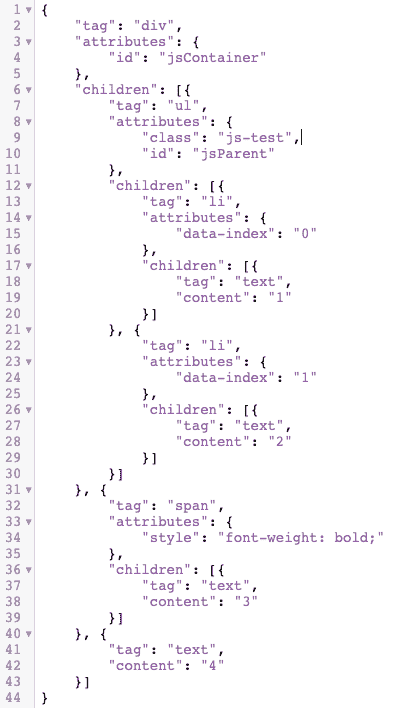 1 {
2     "tag": "div",
3     "attributes": {
4         "id": "jsContainer"
5     },
6     "children": [{
7         "tag": "ul",
8         "attributes": {
9             "class": "js-test",
10             "id": "jsParent"
11         },
12         "children": [{
13             "tag": "li",
14             "attributes": {
15                 "data-index": "0"
16             },
17             "children": [{
18                 "tag": "text",
19                 "content": "1"
20             }]
21         }, {
22             "tag": "li",
23             "attributes": {
24                 "data-index": "1"
25             },
26             "children": [{
27                 "tag": "text",
28                 "content": "2"
29             }]
30         }]
31     }, {
32         "tag": "span",
33         "attributes": {
34             "style": "font-weight: bold;"
35         },
36         "children": [{
37             "tag": "text",
38             "content": "3"
39         }]
40     }, {
41         "tag": "text",
42         "content": "4"
43     }]
44 }